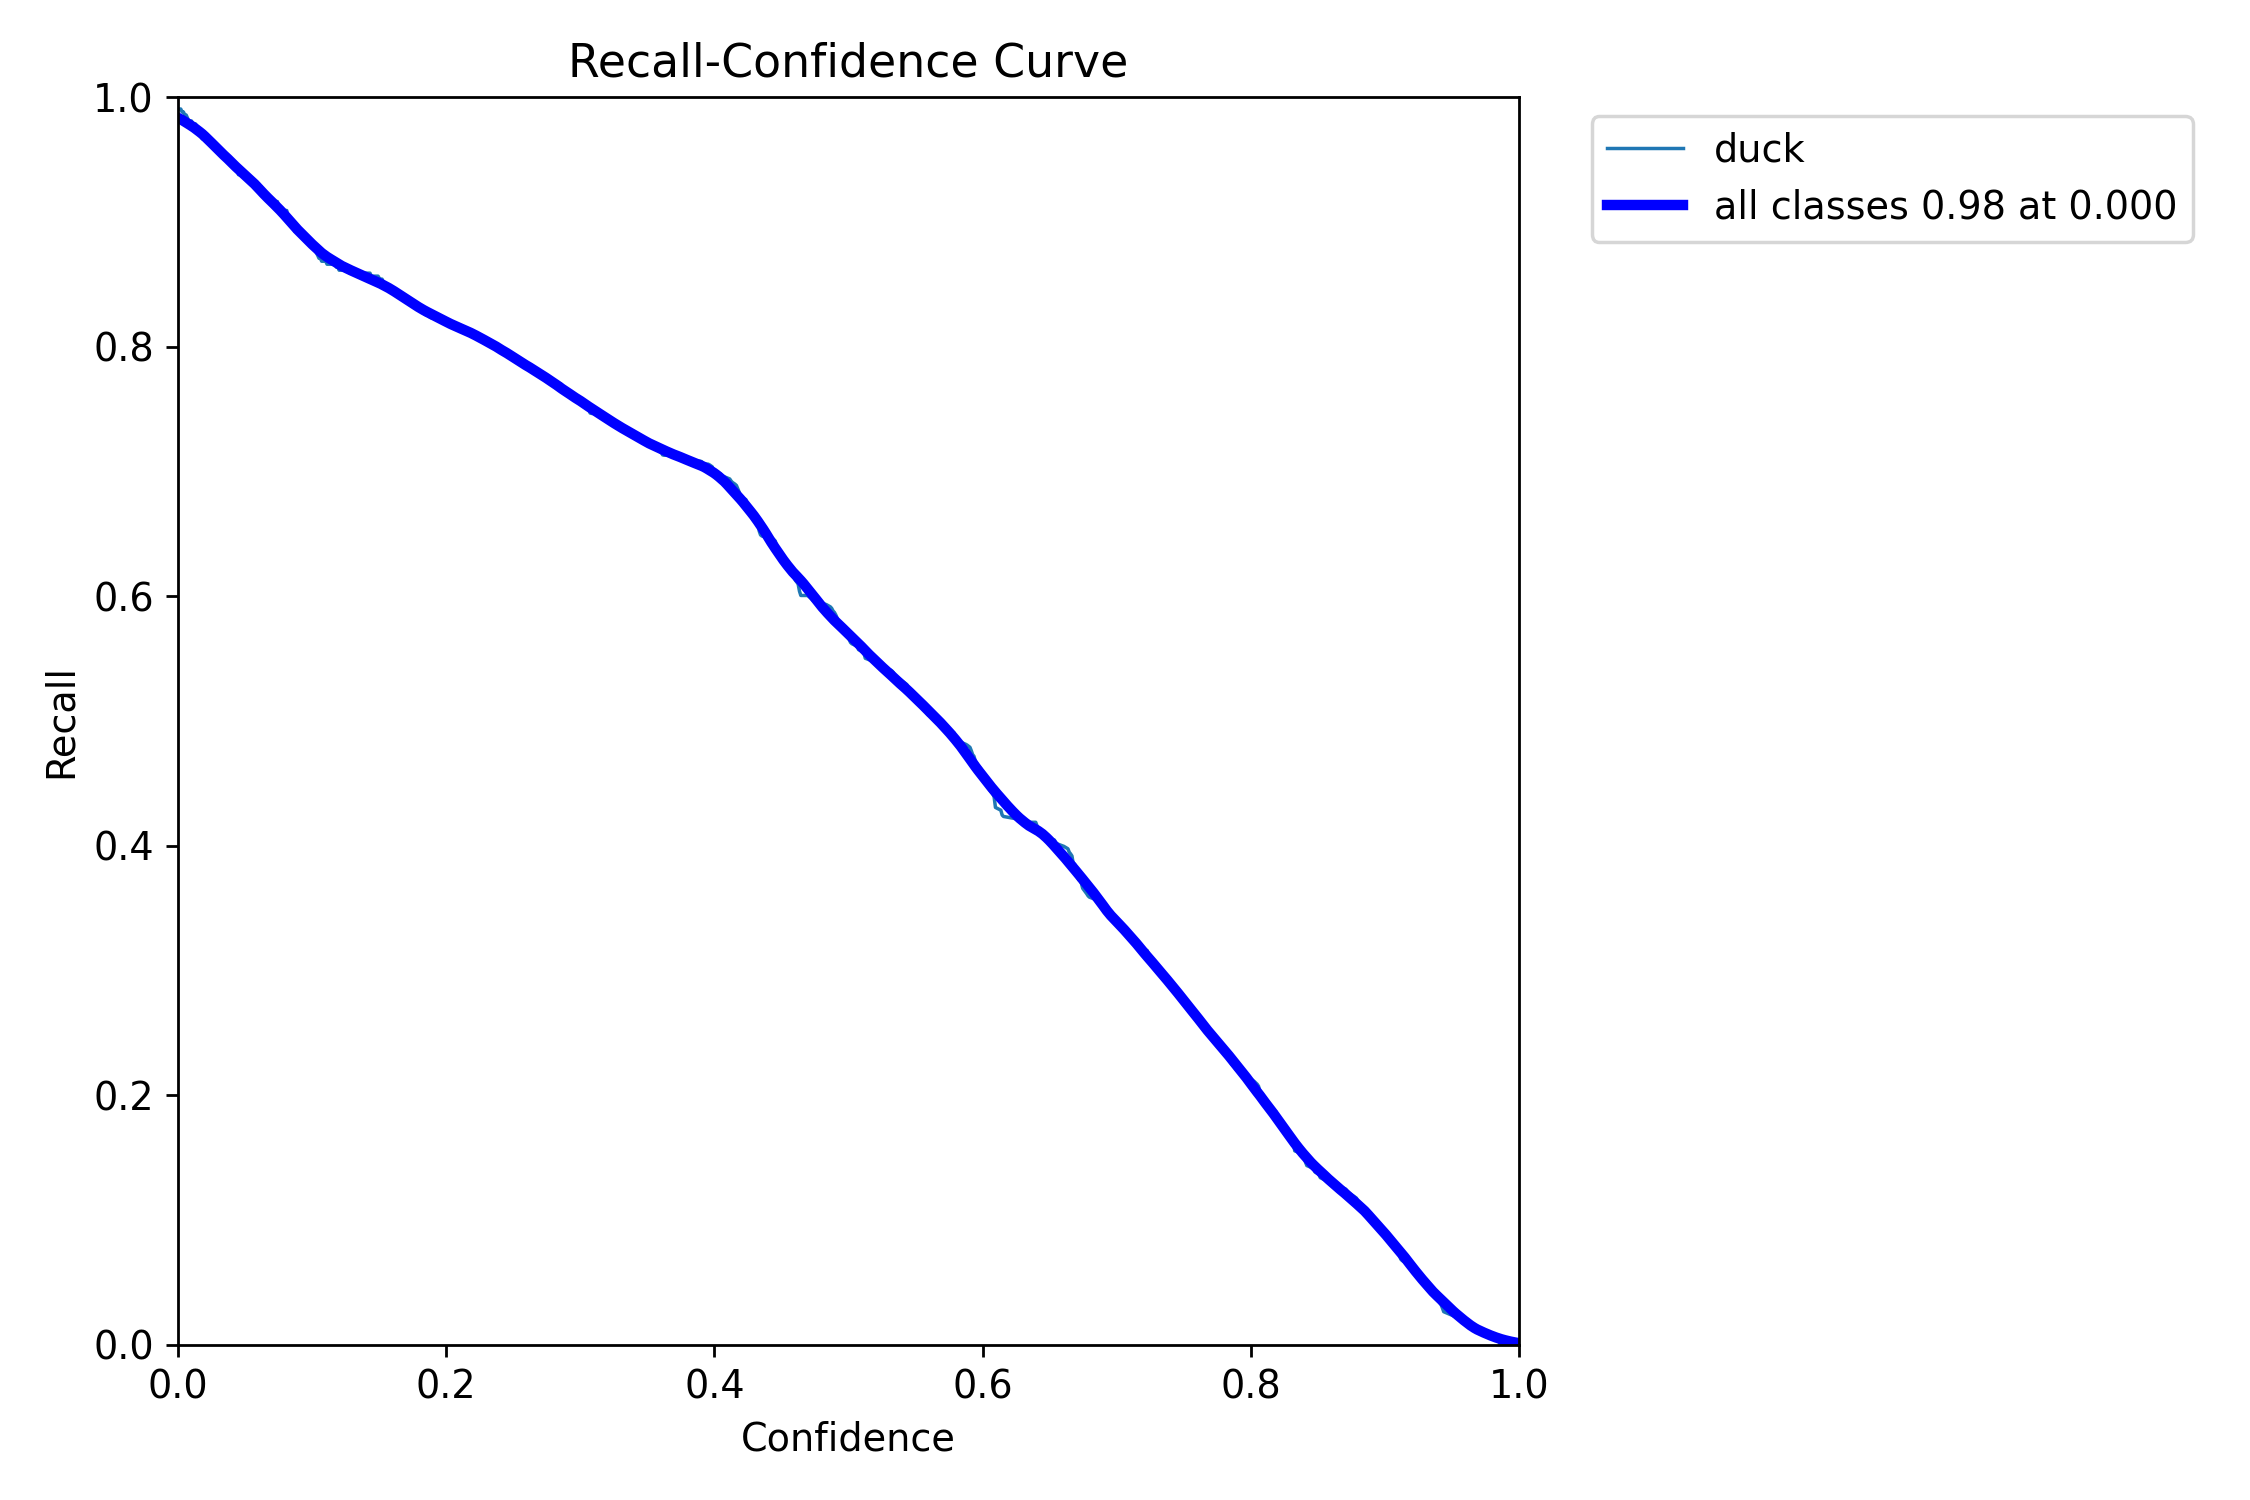 Recall-Confidence Curve
1.0
0.8
0.6
0.4
0.2
0.0
Recall
0.0 0.2 0.4 0.6 0.8 1.0
Confidence
duck
all classes 0.98 at 0.000